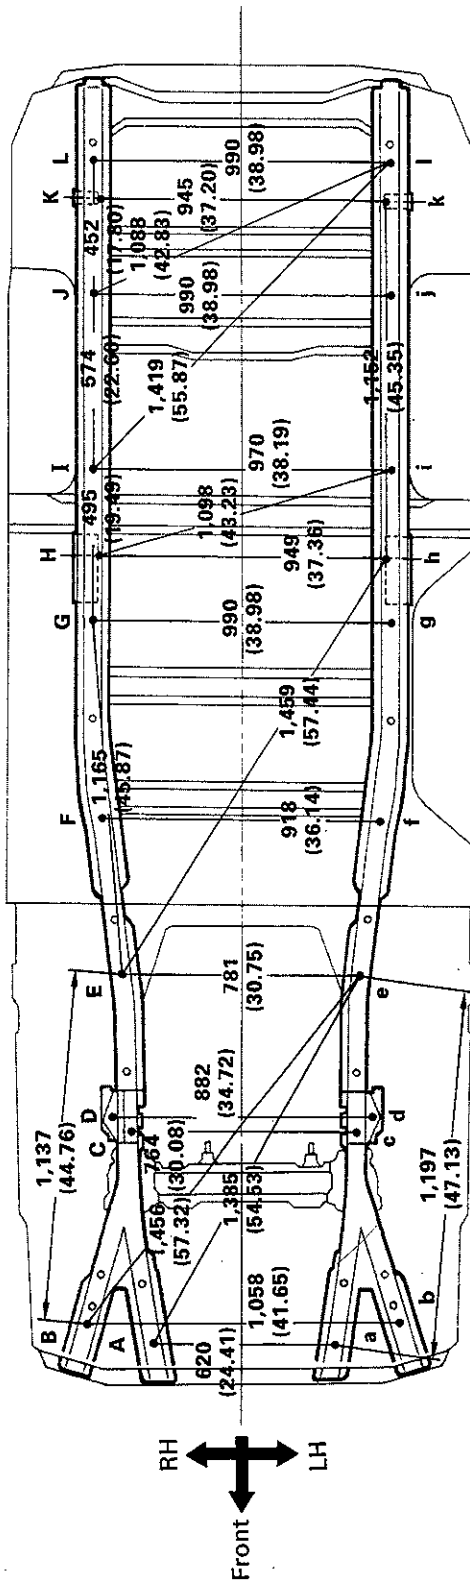 L
K
990
(38.98)
945
(37.20)
l
k
452
(17.80)
1,088
(42.83)
J
990
(38.98)
j
574
(22.60)
1,419
(55.87)
1,152
(45.35)
I
970
(38.19)
i
495
(19.49)
1,098
(43.23)
H
949
(37.36)
h
G
990
(38.98)
g
1,459
(57.44)
1,165
(45.87)
F
918
(36.14)
f
E
781
(30.75)
e
D
882
(34.72)
d
C
764
(30.08)
c
1,137
(44.76)
1,456
(57.32)
1,385
(54.53)
1,197
(47.13)
B
1,058
(41.65)
b
A
620
(24.41)
a
RH
LH
Front